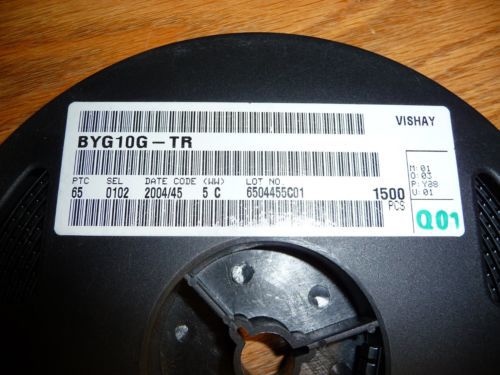 VISHAY
BYG10G-TR
PTC SEL DATE CODE (WW) LOT NO.
65 0102 2004/45 5 C 6504455C01 1500 PCS
M:01
O:03
P:Y08
V:01
Q01